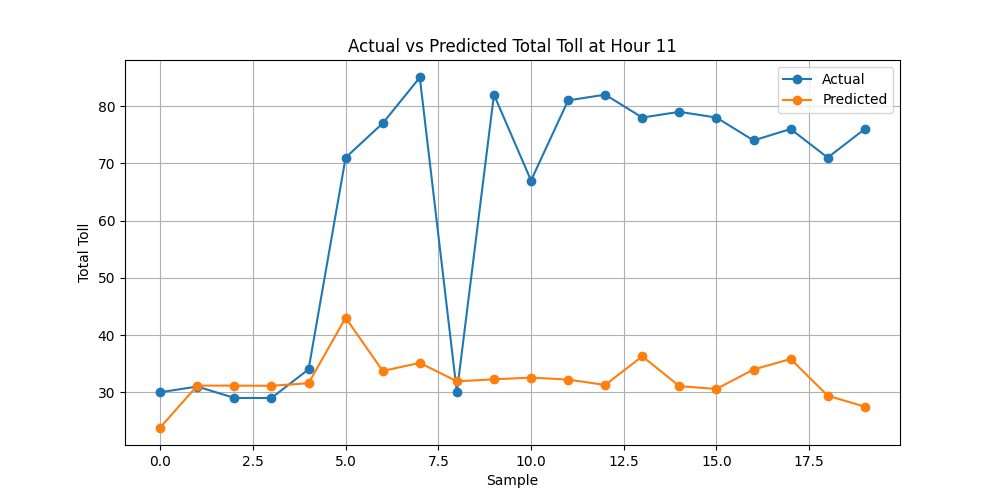 Actual vs Predicted Total Toll at Hour 11
Actual
Predicted
80
70
60
50
40
30
Total Toll
0.0 2.5 5.0 7.5 10.0 12.5 15.0 17.5
Sample